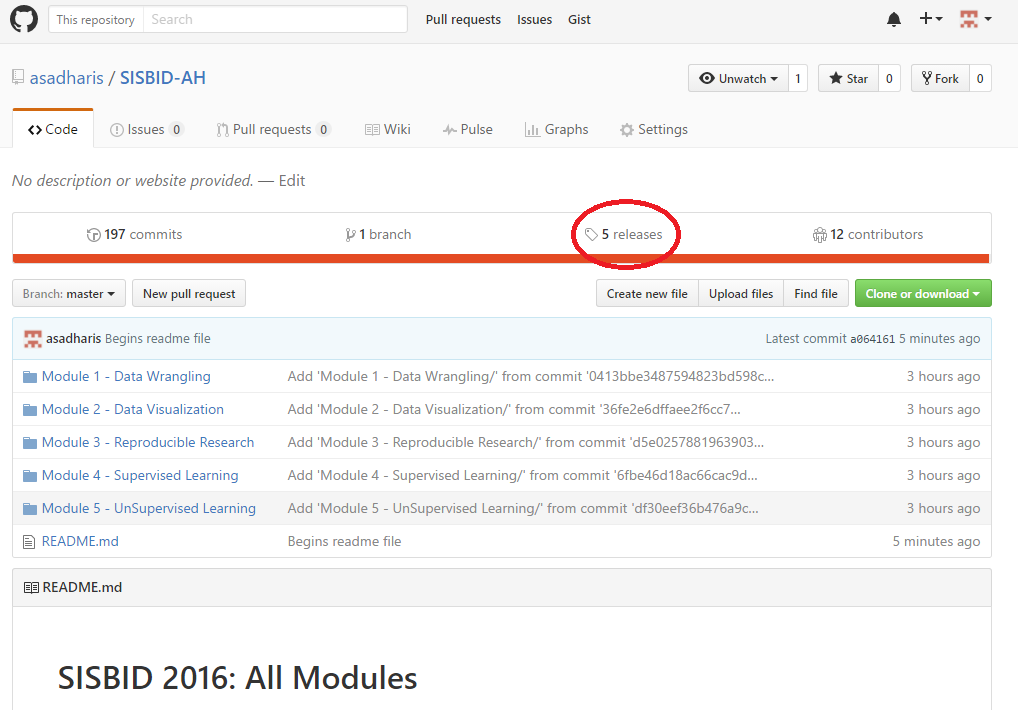 This repository Search Pull requests Issues Gist
asadharis / SISBID-AH Unwatch 1 Star 0 Fork 0
Code Issues 0 Pull requests 0 Wiki Pulse Graphs Settings
No description or website provided. — Edit
197 commits 1 branch 5 releases 12 contributors
Branch: master New pull request Create new file Upload files Find file Clone or download
asadharis Begins readme file Latest commit a064161 5 minutes ago
Module 1 - Data Wrangling Add 'Module 1 - Data Wrangling/' from commit '0413bbe3487594823bd598c... 3 hours ago
Module 2 - Data Visualization Add 'Module 2 - Data Visualization/' from commit '36fe2e6dffaee2f6cc7... 3 hours ago
Module 3 - Reproducible Research Add 'Module 3 - Reproducible Research/' from commit 'd5e0257881963903... 3 hours ago
Module 4 - Supervised Learning Add 'Module 4 - Supervised Learning/' from commit '6fbe46d18ac66cac9d... 3 hours ago
Module 5 - UnSupervised Learning Add 'Module 5 - UnSupervised Learning/' from commit 'df30eef36b476a9c... 3 hours ago
README.md Begins readme file 5 minutes ago
README.md
SISBID 2016: All Modules